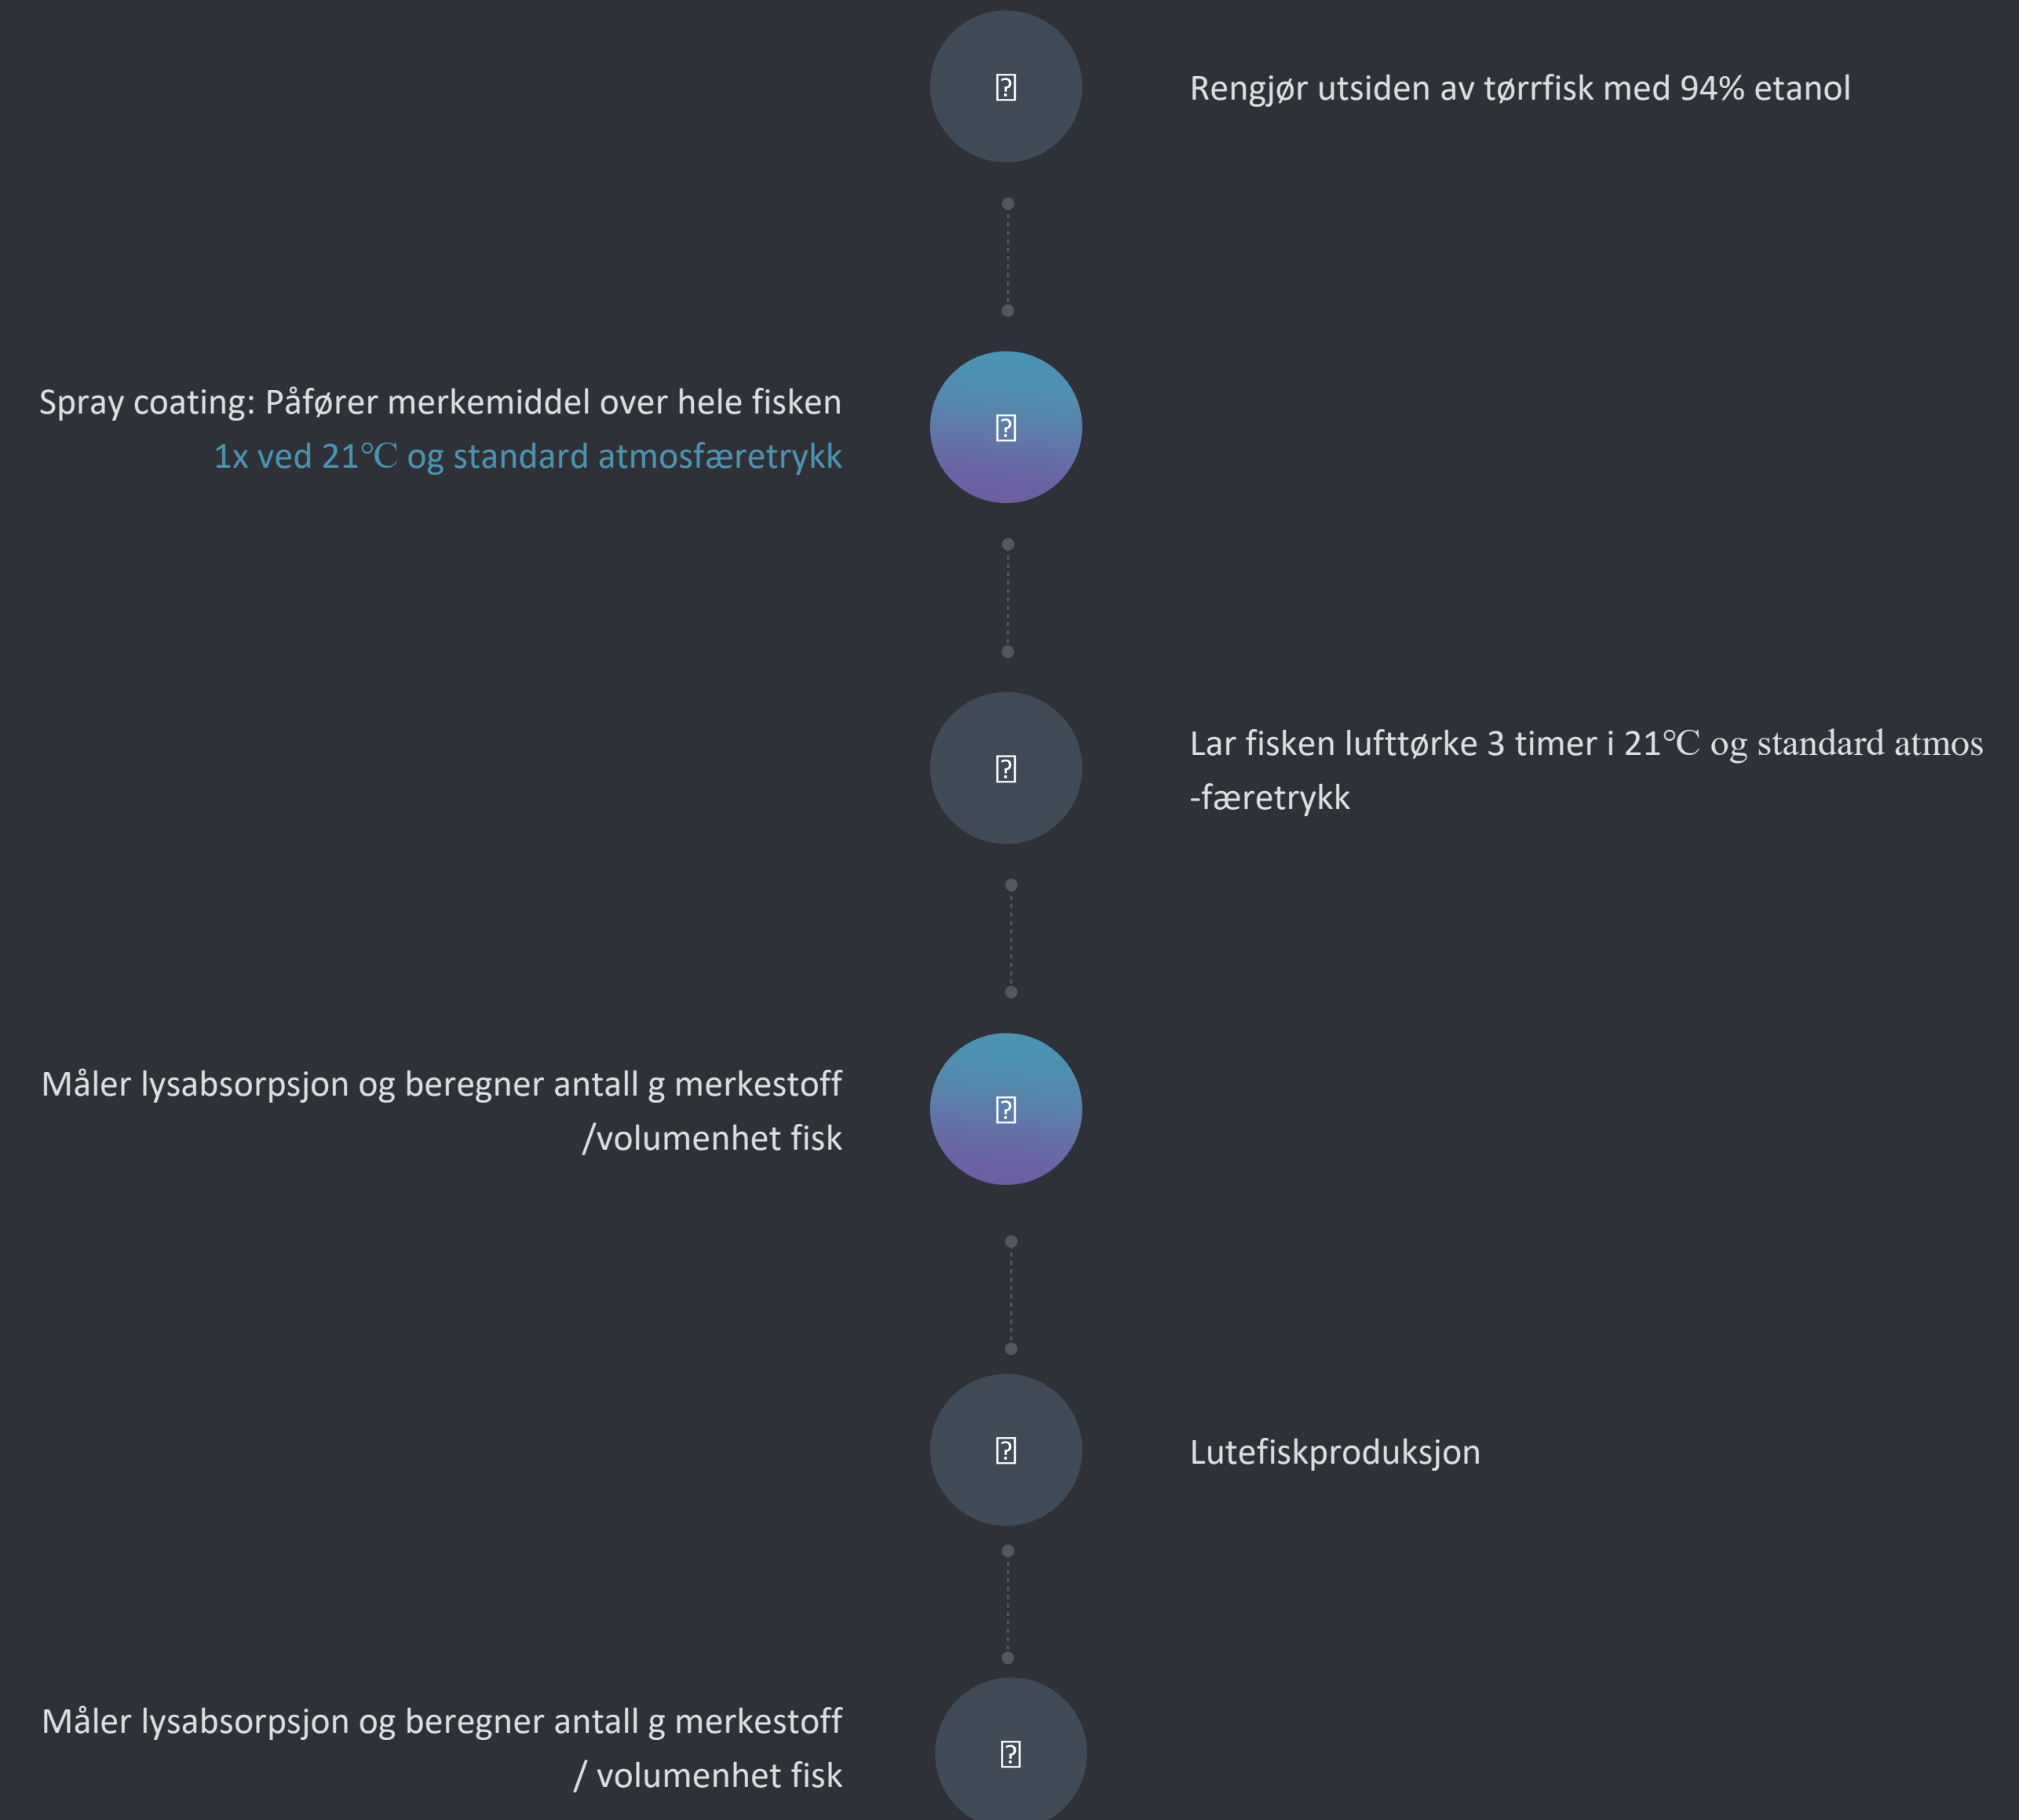 Rengjør utsiden av tørrfisk med 94% etanol
Spray coating: Påfører merkemiddel over hele fisken
1x ved 21℃ og standard atmosfæretrykk
Lar fisken lufttørke 3 timer i 21℃ og standard atmos
-færetrykk
Måler lysabsorpsjon og beregner antall g merkestoff
/volumenhet fisk
Lutefiskproduksjon
Måler lysabsorpsjon og beregner antall g merkestoff
/ volumenhet fisk